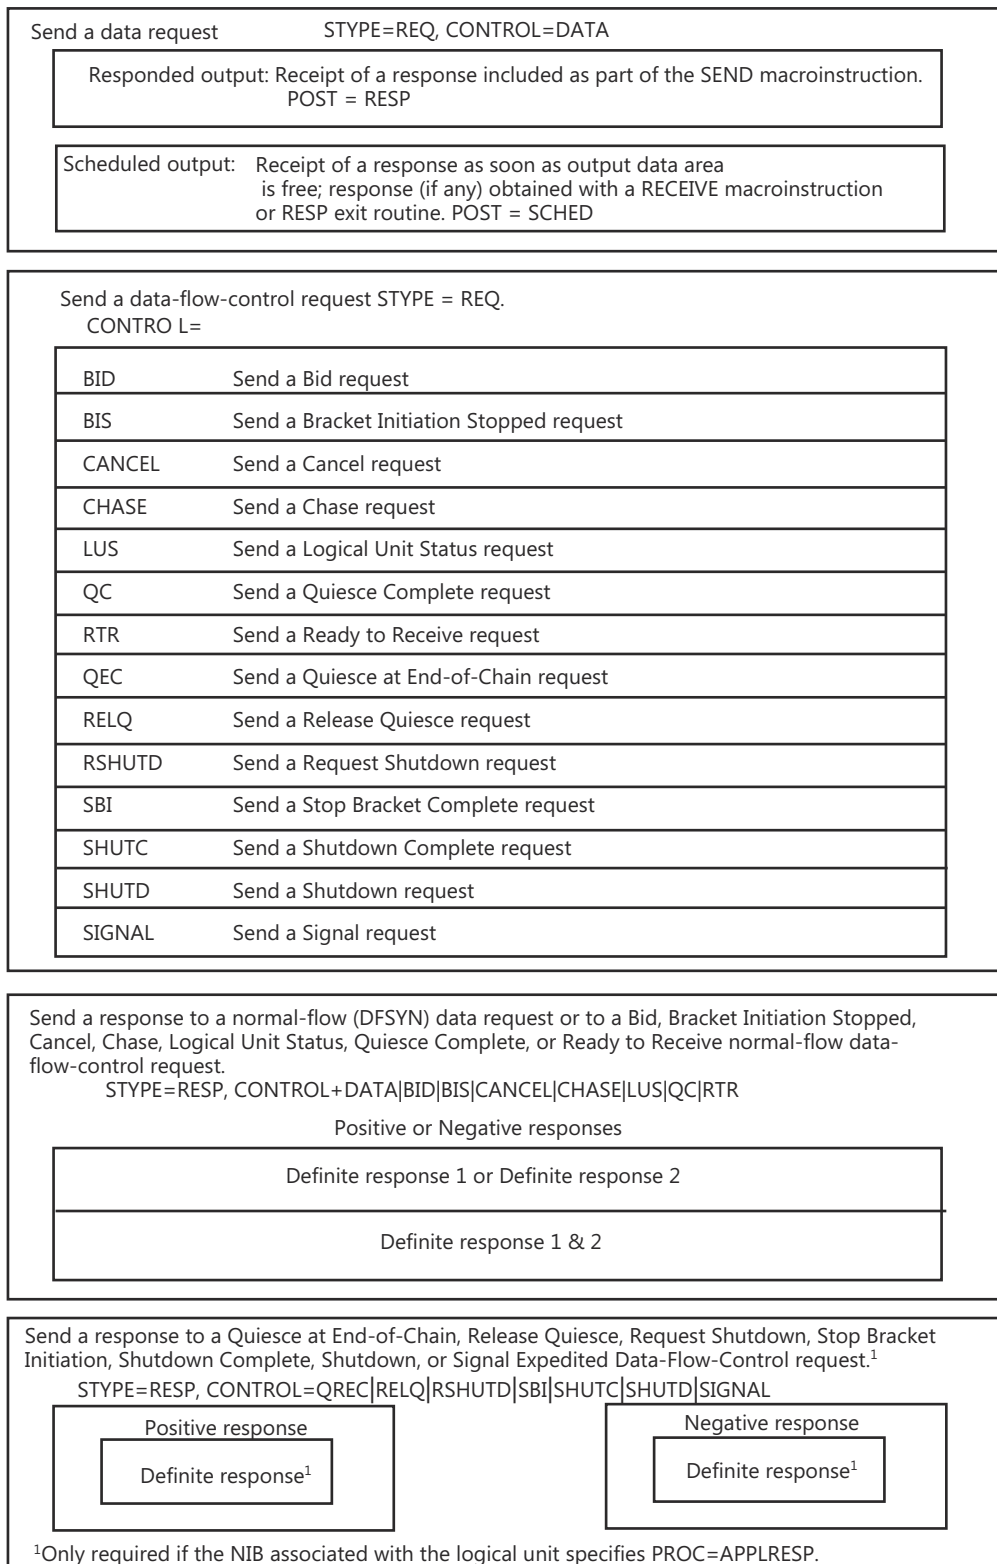 Send a data request STYPE=REQ, CONTROL=DATA
Responded output: Receipt of a response included as part of the SEND macroinstruction.
POST = RESP
Scheduled output: Receipt of a response as soon as output data area
is free; response (if any) obtained with a RECEIVE macroinstruction
or RESP exit routine. POST = SCHED
Send a data-flow-control request STYPE = REQ.
CONTRO L=
BID Send a Bid request
BIS Send a Bracket Initiation Stopped request
CANCEL Send a Cancel request
CHASE Send a Chase request
LUS Send a Logical Unit Status request
QC Send a Quiesce Complete request
RTR Send a Ready to Receive request
QEC Send a Quiesce at End-of-Chain request
RELQ Send a Release Quiesce request
RSHUTD Send a Request Shutdown request
SBI Send a Stop Bracket Complete request
SHUTC Send a Shutdown Complete request
SHUTD Send a Shutdown request
SIGNAL Send a Signal request
Send a response to a normal-flow (DFSYN) data request or to a Bid, Bracket Initiation Stopped,
Cancel, Chase, Logical Unit Status, Quiesce Complete, or Ready to Receive normal-flow data-
flow-control request.
STYPE=RESP, CONTROL+DATA|BID|BIS|CANCEL|CHASE|LUS|QC|RTR
Positive or Negative responses
Definite response 1 or Definite response 2
Definite response 1 & 2
Send a response to a Quiesce at End-of-Chain, Release Quiesce, Request Shutdown, Stop Bracket
Initiation, Shutdown Complete, Shutdown, or Signal Expedited Data-Flow-Control request.¹
STYPE=RESP, CONTROL=QREC|RELQ|RSHUTD|SBI|SHUTC|SHUTD|SIGNAL
Positive response
Definite response¹
Negative response
Definite response¹
¹Only required if the NIB associated with the logical unit specifies PROC=APPLRESP.